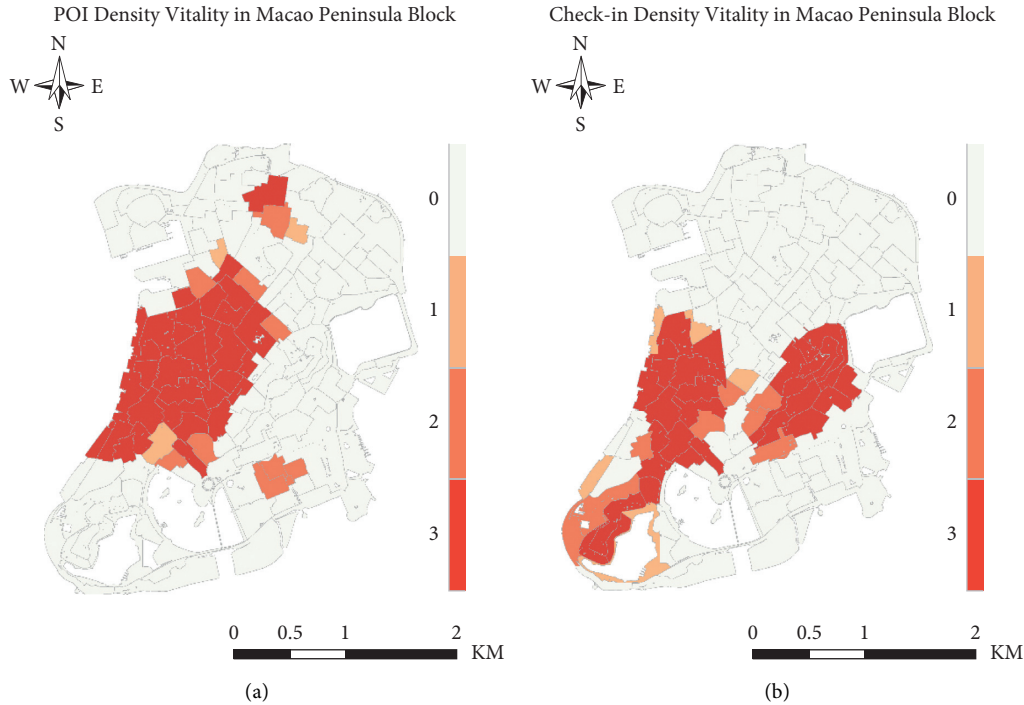 POI Density Vitality in Macao Peninsula Block
N
W E
S
0
1
2
3
0 0.5 1 2
KM
(a)
Check-in Density Vitality in Macao Peninsula Block
N
W E
S
0
1
2
3
0 0.5 1 2
KM
(b)